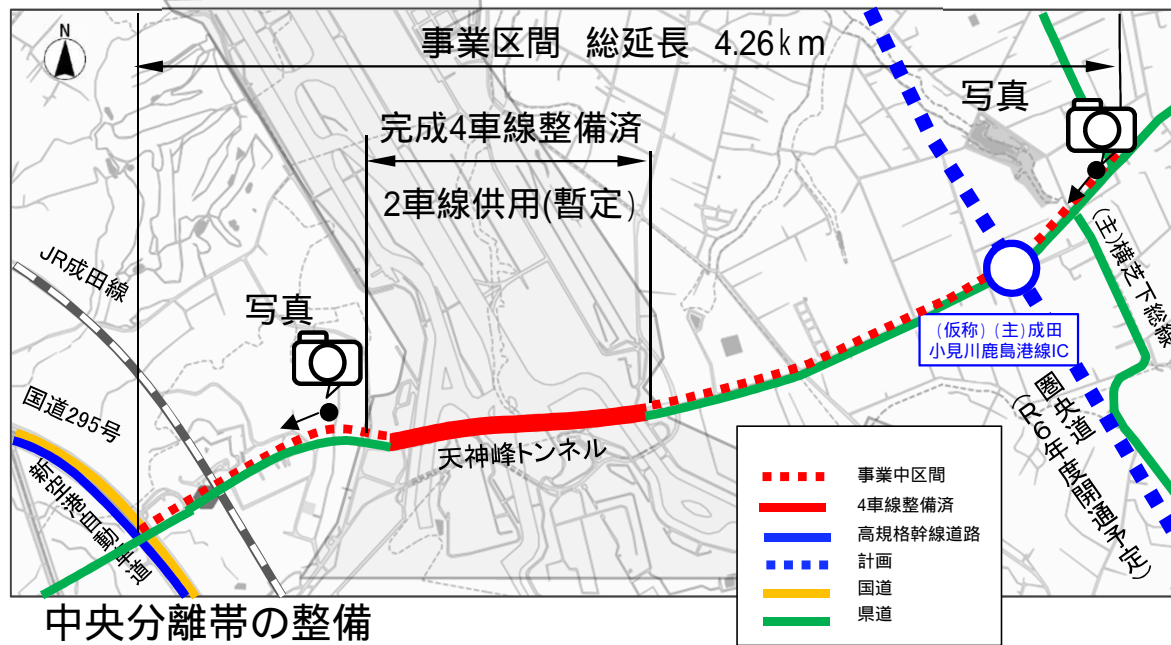 N
事業区間 総延長 4.26km
写真
完成4車線整備済
2車線供用(暫定)
(主)横芝下総線
JR成田線
写真
(仮称)(主)成田
小見川鹿島港線IC
国道295号
圏央道
(R6年度開通予定)
天神峰トンネル
新空港自動車道
事業中区間
4車線整備済
高規格幹線道路
計画
国道
県道
中央分離帯の整備